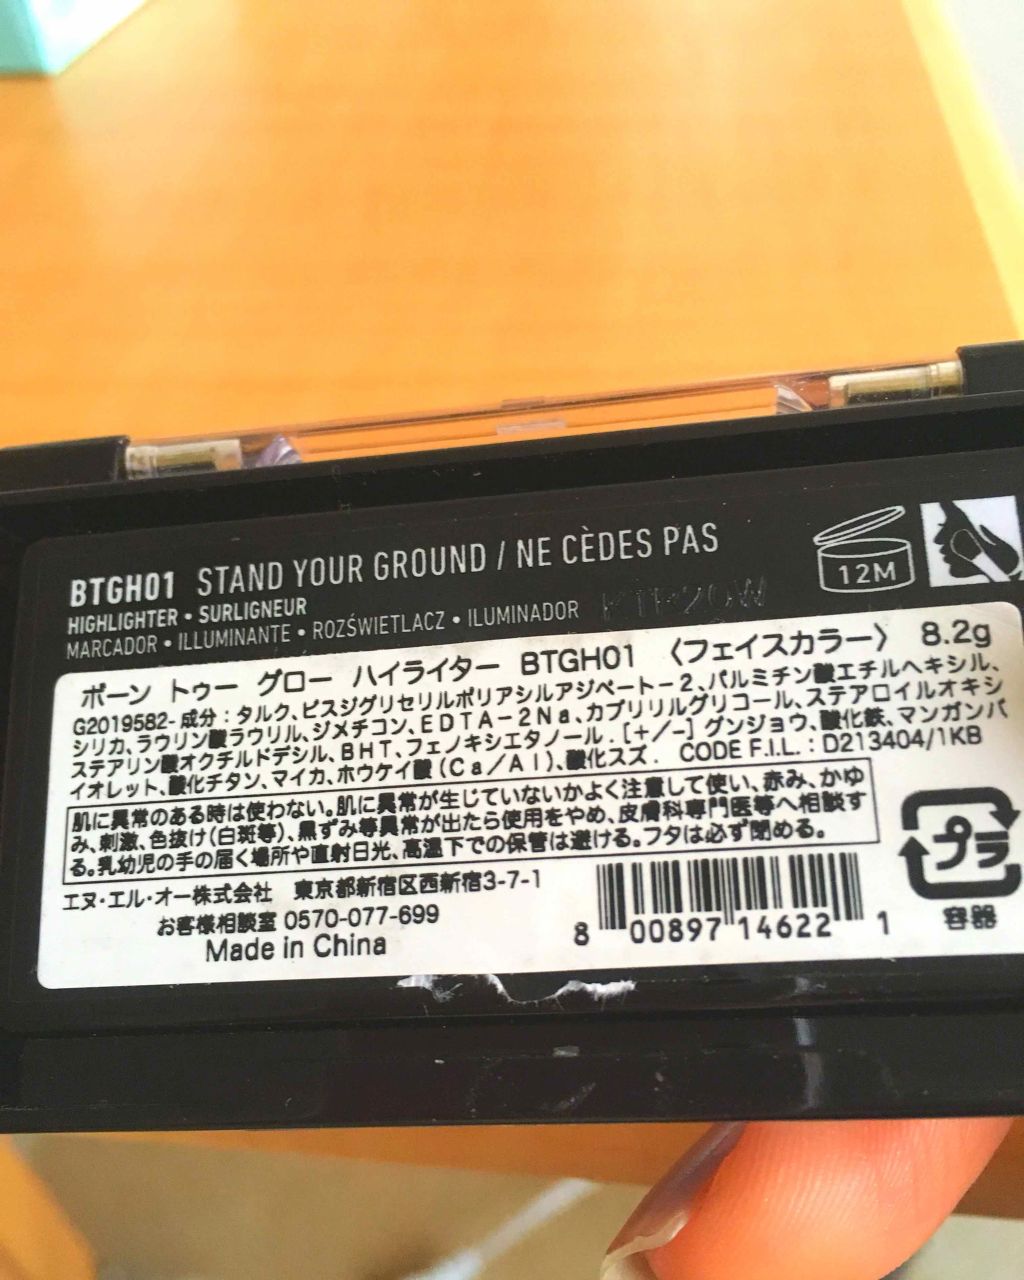 BTGH01 STAND YOUR GROUND / NE CÈDES PAS
HIGHLIGHTER • SURLIGNEUR
MARCADOR • ILLUMINANTE • ROZŚWIETLACZ • ILUMINADOR
12M
ボーン トゥー グロー ハイライター BTGH01 〈フェイスカラー〉 8.2g
G2019582-成分：タルク、ビスジグリセリルポリアシルアジペート-2、パルミチン酸エチルヘキシル、
シリカ、ラウリン酸ラウリル、ジメチコン、EDTA-2Na、カプリリルグリコール、ステアロイルオキシ
ステアリン酸オクチルドデシル、BHT、フェノキシエタノール．[+/-]グンジョウ、酸化鉄、マンガンバ
イオレット、酸化チタン、マイカ、ホウケイ酸(Ca/Al)、酸化スズ． CODE F.I.L.：D213404/1KB
肌に異常のある時は使わない。肌に異常が生じていないかよく注意して使い、赤み、かゆ
み、刺激、色抜け(白斑等)、黒ずみ等異常が出たら使用をやめ、皮膚科専門医等へ相談す
る。乳幼児の手の届く場所や直射日光、高温下での保管は避ける。フタは必ず閉める。
エヌ・エル・オー株式会社 東京都新宿区西新宿3-7-1
お客様相談室 0570-077-699
Made in China
8 00897 14622 1
プラ
容器